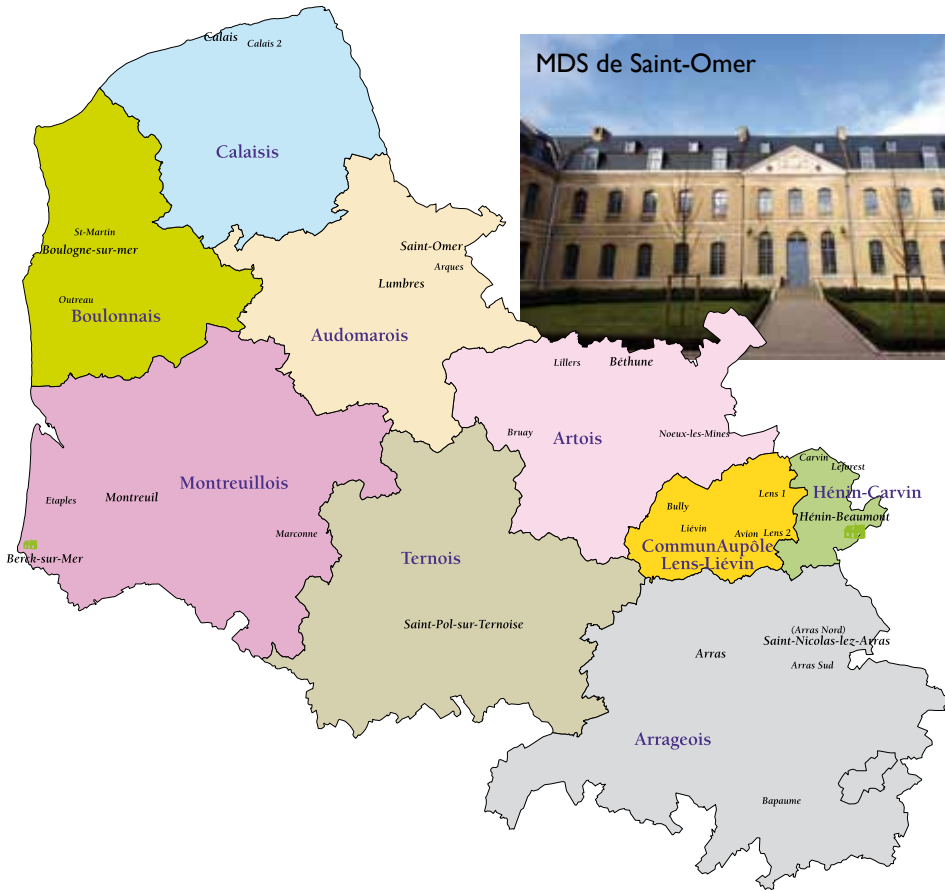 Calais
Calais 2
MDS de Saint-Omer
Calaisis
St-Martin
Boulogne-sur-mer
Saint-Omer
Arques
Lumbres
Outreau
Boulonnais
Audomarois
Lillers
Béthune
Bruay
Artois
Noeux-les-Mines
Carvin
Leforest
Montreuillois
Etaples
Montreuil
Lens 1
Hénin-Carvin
Bully
Hénin-Beaumont
Marconne
Liévin
Avion
Lens 2
CommunAupôle
Lens-Liévin
Berck-sur-Mer
Ternois
Saint-Pol-sur-Ternoise
(Arras Nord)
Saint-Nicolas-lez-Arras
Arras
Arras Sud
Arrageois
Bapaume